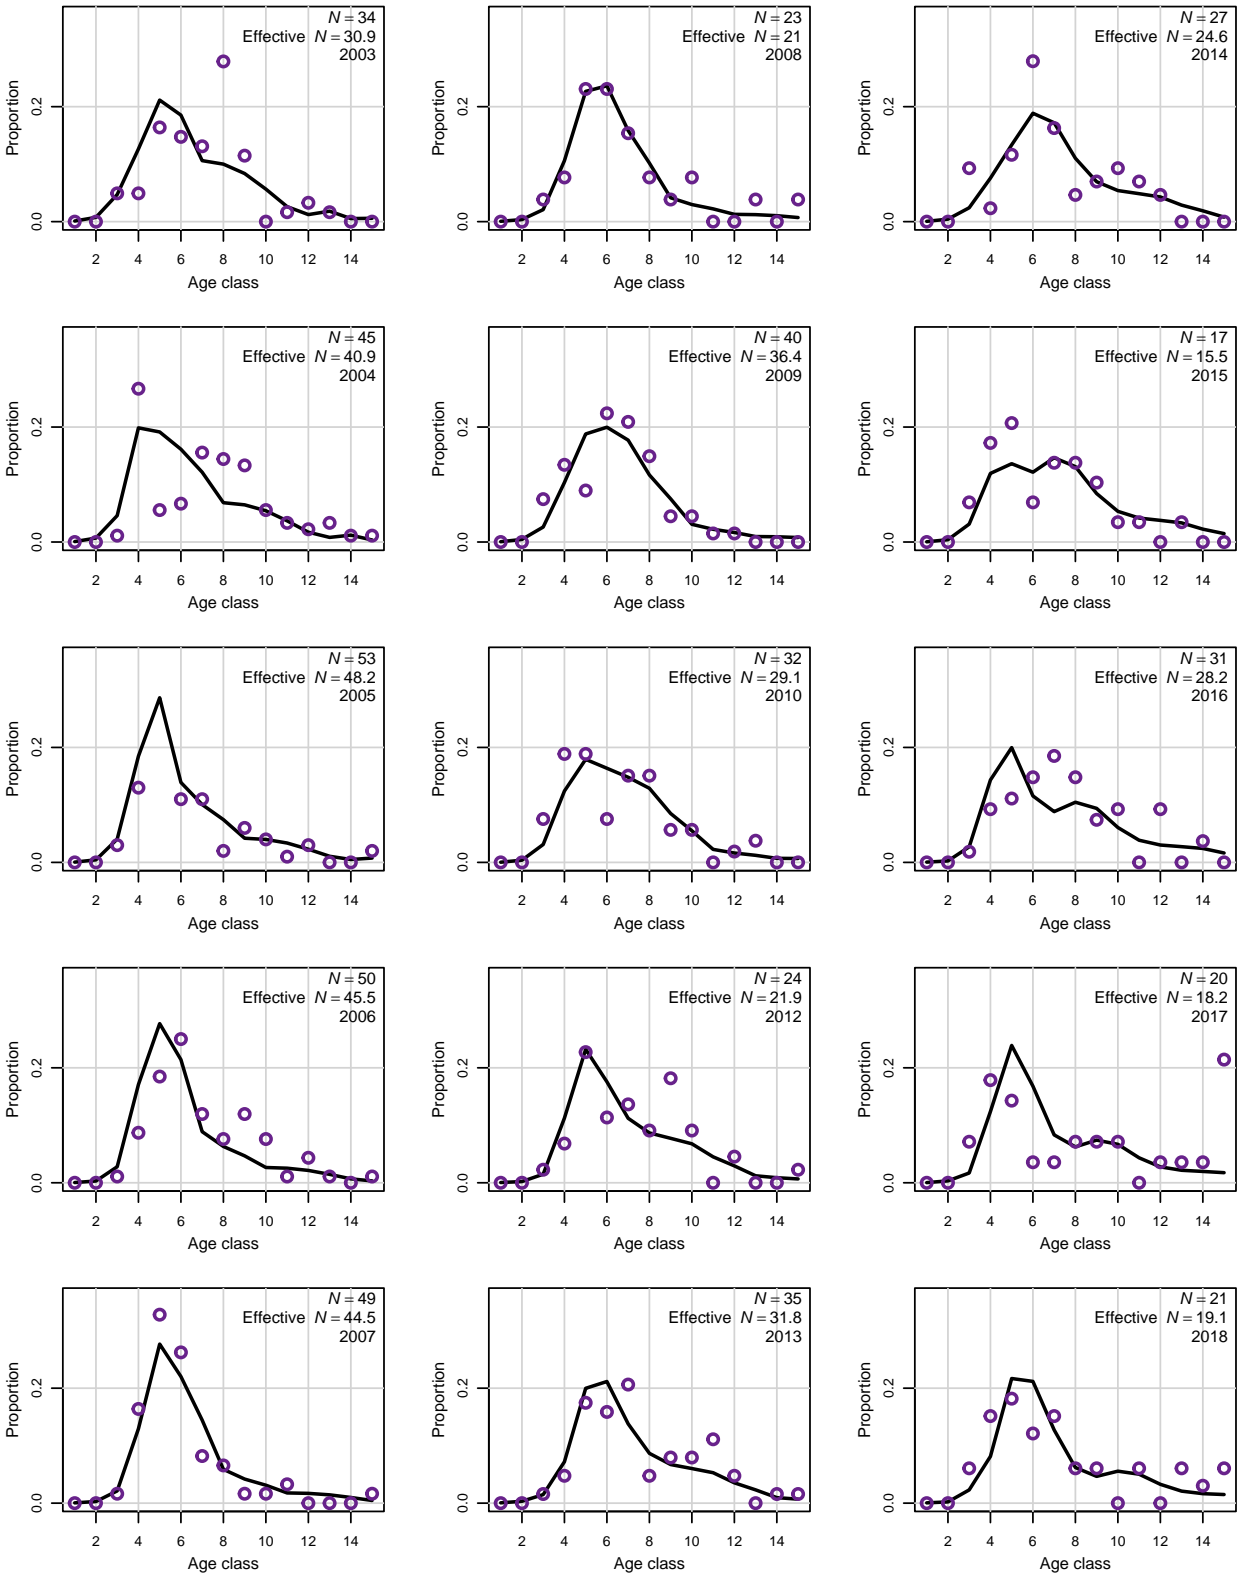 N = 34
Effective N = 30.9
2003
Proportion
0.2
0.0
2 4 6 8 10 12 14
Age class
N = 23
Effective N = 21
2008
Proportion
0.2
0.0
2 4 6 8 10 12 14
Age class
N = 27
Effective N = 24.6
2014
Proportion
0.2
0.0
2 4 6 8 10 12 14
Age class
N = 45
Effective N = 40.9
2004
Proportion
0.2
0.0
2 4 6 8 10 12 14
Age class
N = 40
Effective N = 36.4
2009
Proportion
0.2
0.0
2 4 6 8 10 12 14
Age class
N = 17
Effective N = 15.5
2015
Proportion
0.2
0.0
2 4 6 8 10 12 14
Age class
N = 53
Effective N = 48.2
2005
Proportion
0.2
0.0
2 4 6 8 10 12 14
Age class
N = 32
Effective N = 29.1
2010
Proportion
0.2
0.0
2 4 6 8 10 12 14
Age class
N = 31
Effective N = 28.2
2016
Proportion
0.2
0.0
2 4 6 8 10 12 14
Age class
N = 50
Effective N = 45.5
2006
Proportion
0.2
0.0
2 4 6 8 10 12 14
Age class
N = 24
Effective N = 21.9
2012
Proportion
0.2
0.0
2 4 6 8 10 12 14
Age class
N = 20
Effective N = 18.2
2017
Proportion
0.2
0.0
2 4 6 8 10 12 14
Age class
N = 49
Effective N = 44.5
2007
Proportion
0.2
0.0
2 4 6 8 10 12 14
Age class
N = 35
Effective N = 31.8
2013
Proportion
0.2
0.0
2 4 6 8 10 12 14
Age class
N = 21
Effective N = 19.1
2018
Proportion
0.2
0.0
2 4 6 8 10 12 14
Age class